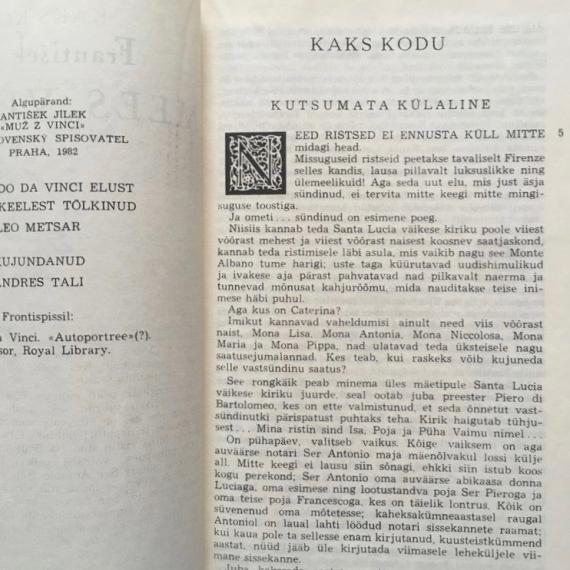 Algupärand:
ANTIŠEK JILEK
«MUŽ Z VINCI»
OVENSKÝ SPISOVATEL
PRAHA, 1982
DO DA VINCI ELUST
KEELEST TÕLKINUD
LEO METSAR
KUJUNDANUD
ANDRES TALI
Frontispissil:
Vinci. «Autoportree»(?).
sor, Royal Library.
KAKS KODU
KUTSUMATA KÜLALINE
NEED RISTSED EI ENNUSTA KÜLL MITTE 5
midagi head.
Missuguseid ristseid peetakse tavaliselt Firenze
selles kandis, lausa pillavalt luksuslikke ning
ülemeelikuid! Aga seda uut elu, mis just äsja
sündinud, ei tervita mitte keegi mitte mingi-
suguse toostiga.
Ja ometi... sündinud on esimene poeg.
Niisiis kannab teda Santa Lucia väikese kiriku poole viiest
võõrast mehest ja viiest võõrast naisest koosnev saatjaskond,
kannab teda ristimisele läbi asula, mis vaikib nagu see Monte
Albano tume harigi; uste taga küürutavad uudishimulikud
ja ivakese aja pärast pahvatavad nad pilkavalt naerma ja
tunnevad mõnusat kahjurõõmu, mida nauditakse teise ini-
mese häbi puhul.
Aga kus on Caterina?
Imikut kannavad vaheldumisi ainult need viis võõrast
naist, Mona Lisa, Mona Antonia, Mona Niccolosa, Mona
Maria ja Mona Pippa, nad ulatavad teda üksteisele nagu
saatusejumalannad. Kes teab, kui raskeks võib kujuneda
selle vastsündinu saatus?
See rongkäik peab minema üles mäetipule Santa Lucia
väikese kiriku juurde, seal ootab juba preester Piero di
Bartolomeo, kes on ette valmistunud, et seda õnnetut vast-
sündinutki pärispatust puhtaks teha. Kirik haigutab tühju-
sest... Mina ristin sind Isa, Poja ja Püha Vaimu nimel...
On pühapäev, valitseb vaikus. Kõige vaiksem on aga
auväärse notari Ser Antonio maja mäenõlvakul lossi külje
all. Mitte keegi ei lausu siin sõnagi, ehkki siin istub koos
kogu perekond; Ser Antonio oma auväärse abikaasa donna
Luciaga, oma esimese ning lootustandva poja Ser Pieroga ja
oma teise poja Francescoga, kes on täielik lontrus. Kõik on
süvenenud oma mõtetesse; kaheksakümneaastasel raugal
Antoniol on laual lahti löödud notari sissekannete raamat;
kui kaua pole ta sellesse enam kirjutanud, kuusteistkümmend
aastat, nüüd jääb üle kirjutada viimasele leheküljele vii-
mane sissekanne.